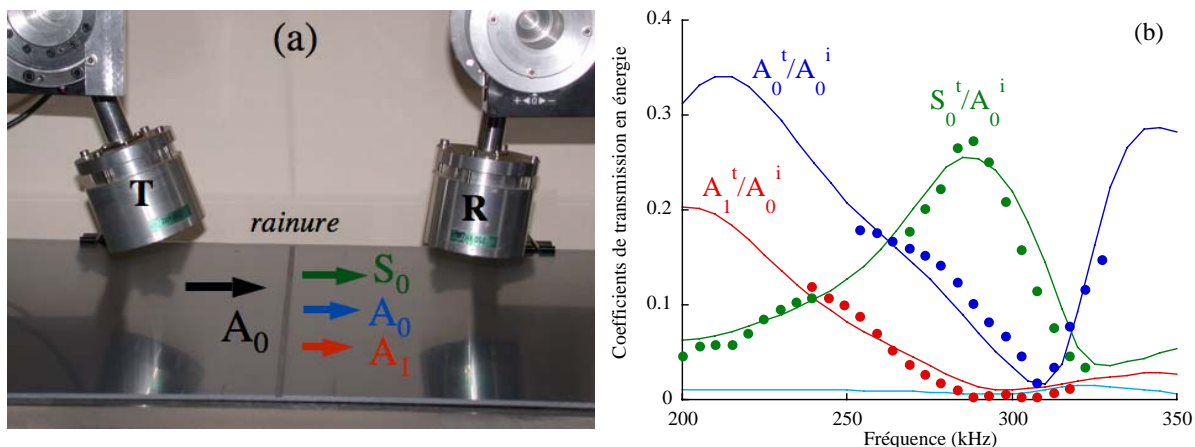 (a)
T
R
rainure
A0
S0
A0
A1
(b)
Coefficients de transmission en énergie
0.4
0.3
0.2
0.1
0
A0t/A0i
S0t/A0i
A1t/A0i
200
250
300
350
Fréquence (kHz)